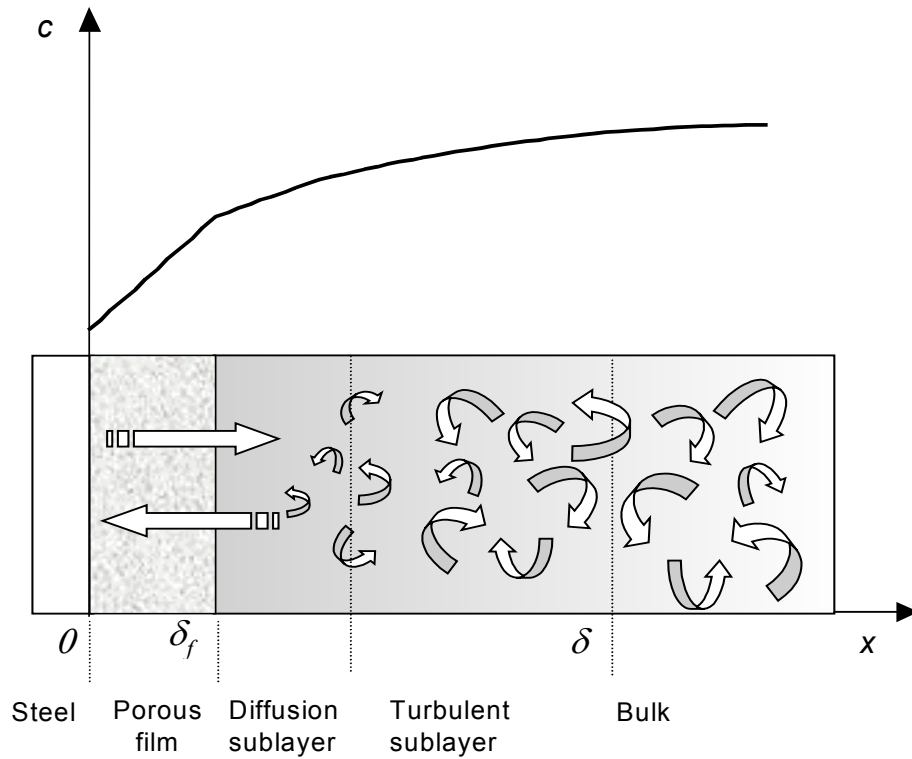 c
0
δf
δ
x
Steel
Porous
film
Diffusion
sublayer
Turbulent
sublayer
Bulk